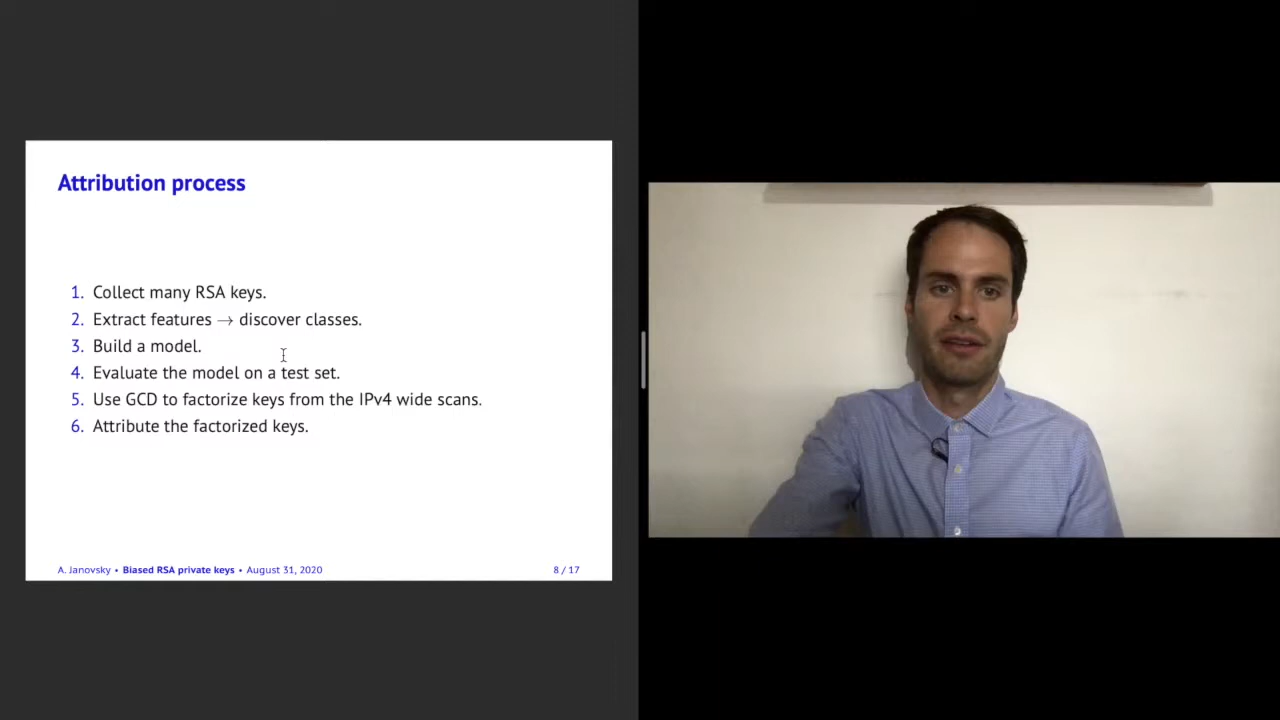 Attribution process
1. Collect many RSA keys.
2. Extract features → discover classes.
3. Build a model.
4. Evaluate the model on a test set.
5. Use GCD to factorize keys from the IPv4 wide scans.
6. Attribute the factorized keys.
A. Janovsky • Biased RSA private keys • August 31, 2020 8 / 17